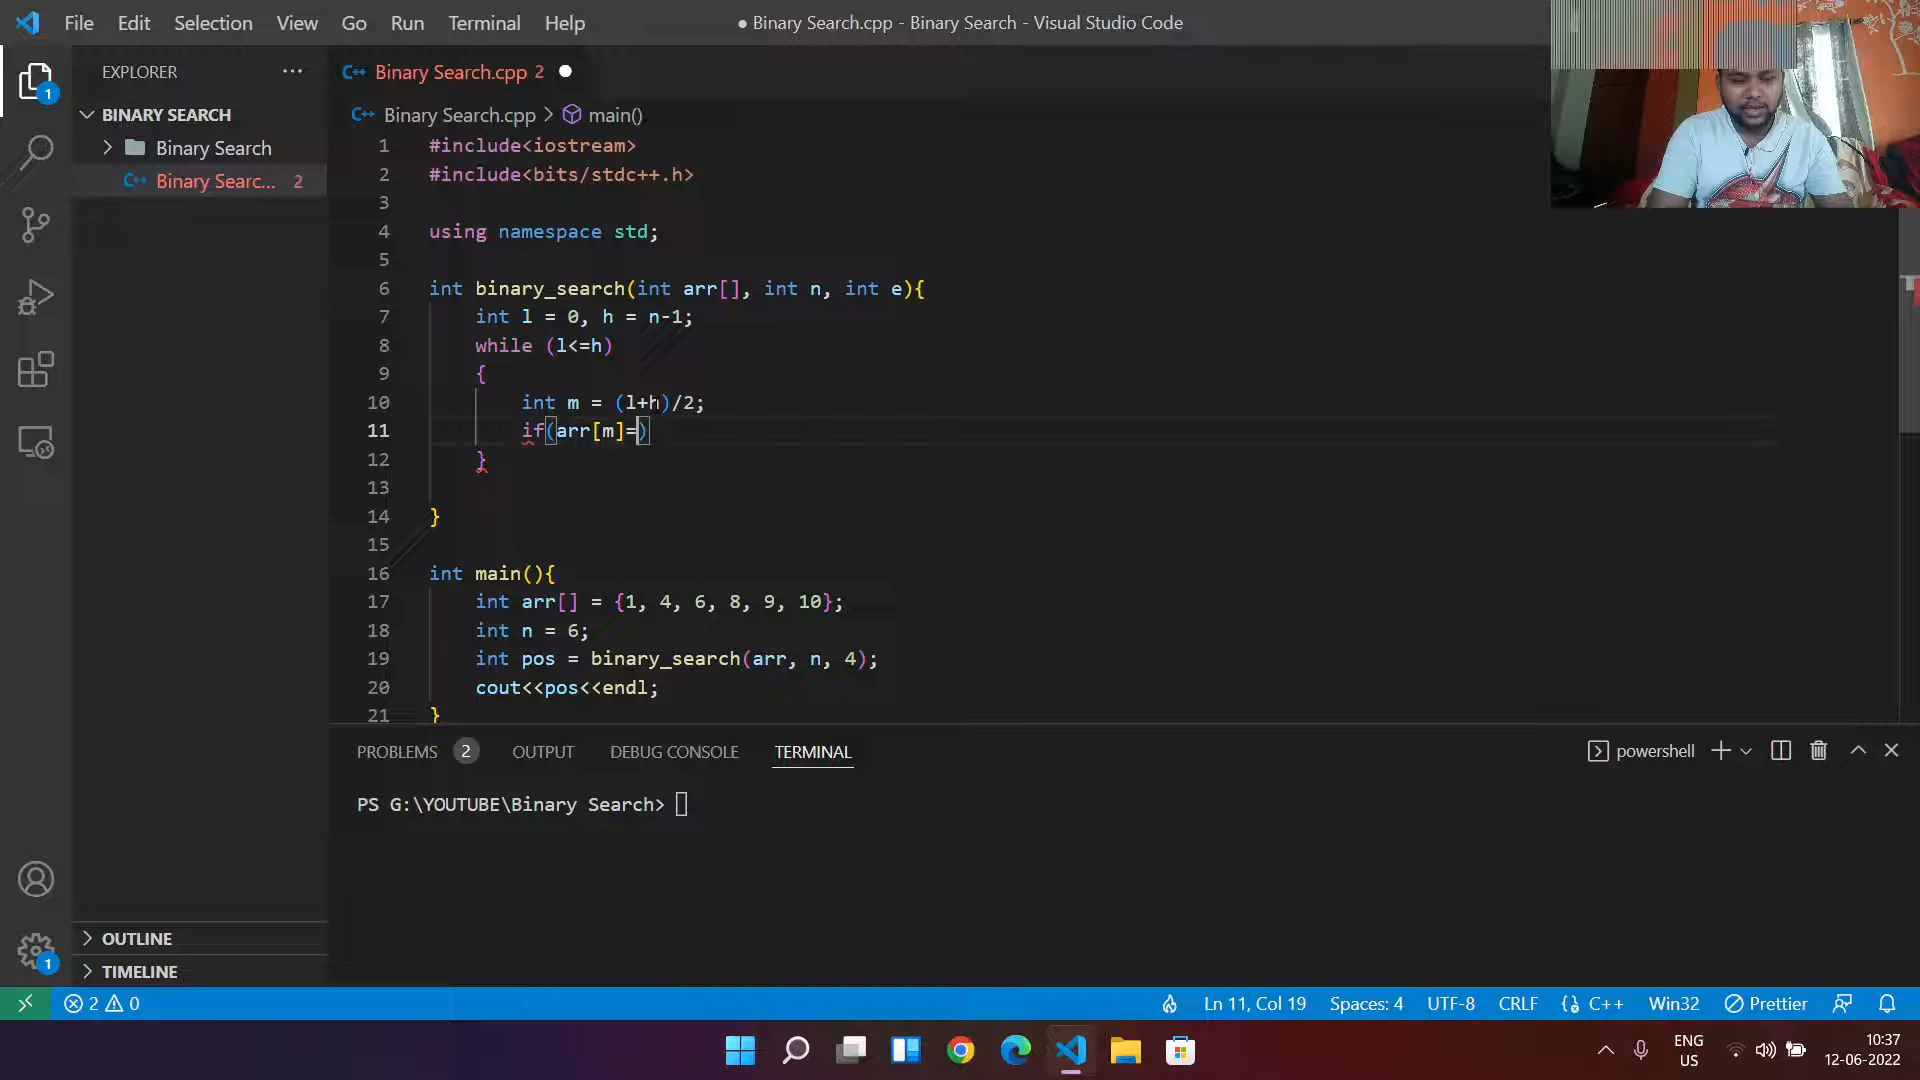 File Edit Selection View Go Run Terminal Help
● Binary Search.cpp - Binary Search - Visual Studio Code
EXPLORER
BINARY SEARCH
Binary Search
Binary Searc... 2
1
Binary Search.cpp 2
Binary Search.cpp > main()
1 #include<iostream>
2 #include<bits/stdc++.h>
3
4 using namespace std;
5
6 int binary_search(int arr[], int n, int e){
7 int l = 0, h = n-1;
8 while (l<=h)
9 {
10 int m = (l+h)/2;
11 if(arr[m]=)
12 }
13
14 }
15
16 int main(){
17 int arr[] = {1, 4, 6, 8, 9, 10};
18 int n = 6;
19 int pos = binary_search(arr, n, 4);
20 cout<<pos<<endl;
21 }
PROBLEMS 2 OUTPUT DEBUG CONSOLE TERMINAL
powershell
PS G:\YOUTUBE\Binary Search>
OUTLINE
1
TIMELINE
2 0
Ln 11, Col 19 Spaces: 4 UTF-8 CRLF {} C++ Win32 Prettier
ENG
US
10:37
12-06-2022